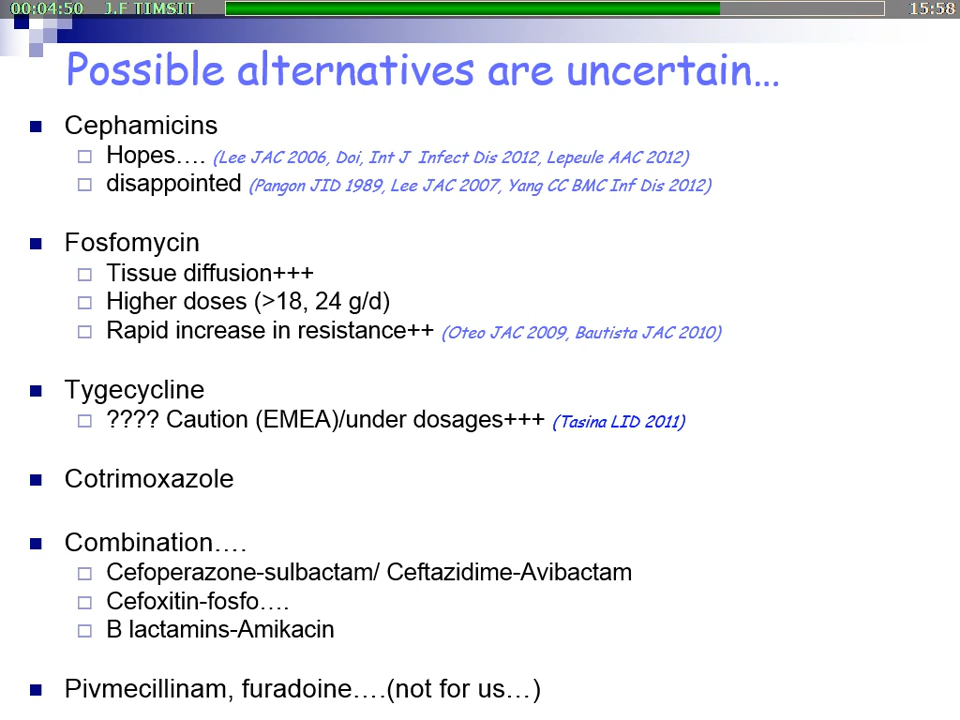 00:04:50 J.F TIMSIT 15:58
Possible alternatives are uncertain…
Cephamicins
Hopes…. (Lee JAC 2006, Doi, Int J Infect Dis 2012, Lepeule AAC 2012)
disappointed (Pangon JID 1989, Lee JAC 2007, Yang CC BMC Inf Dis 2012)
Fosfomycin
Tissue diffusion+++
Higher doses (>18, 24 g/d)
Rapid increase in resistance++ (Oteo JAC 2009, Bautista JAC 2010)
Tygecycline
???? Caution (EMEA)/under dosages+++ (Tasina LID 2011)
Cotrimoxazole
Combination….
Cefoperazone-sulbactam/ Ceftazidime-Avibactam
Cefoxitin-fosfo….
B lactamins-Amikacin
Pivmecillinam, furadoine….(not for us…)